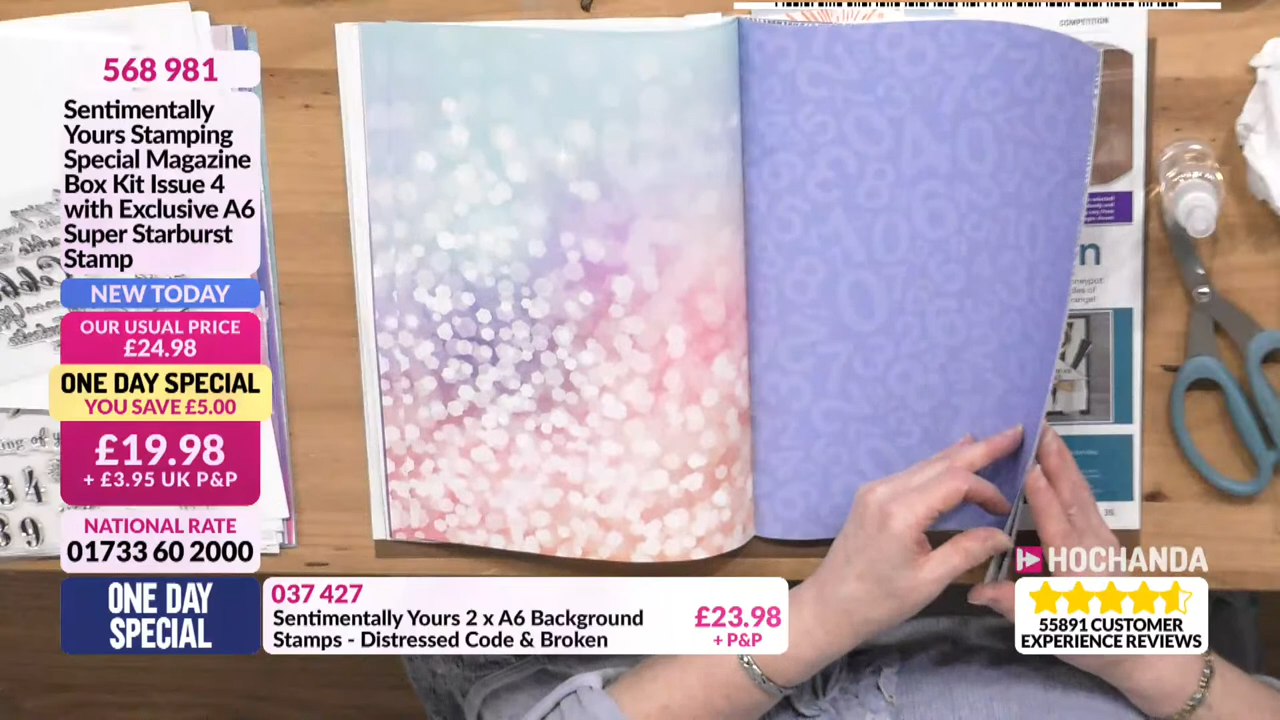 568 981
Sentimentally
Yours Stamping
Special Magazine
Box Kit Issue 4
with Exclusive A6
Super Starburst
Stamp
NEW TODAY
OUR USUAL PRICE
£24.98
ONE DAY SPECIAL
YOU SAVE £5.00
£19.98
+ £3.95 UK P&P
NATIONAL RATE
01733 60 2000
ONE DAY
SPECIAL
037 427
Sentimentally Yours 2 x A6 Background
Stamps - Distressed Code & Broken
£23.98
+ P&P
HOCHANDA
55891 CUSTOMER
EXPERIENCE REVIEWS
COMPETITION